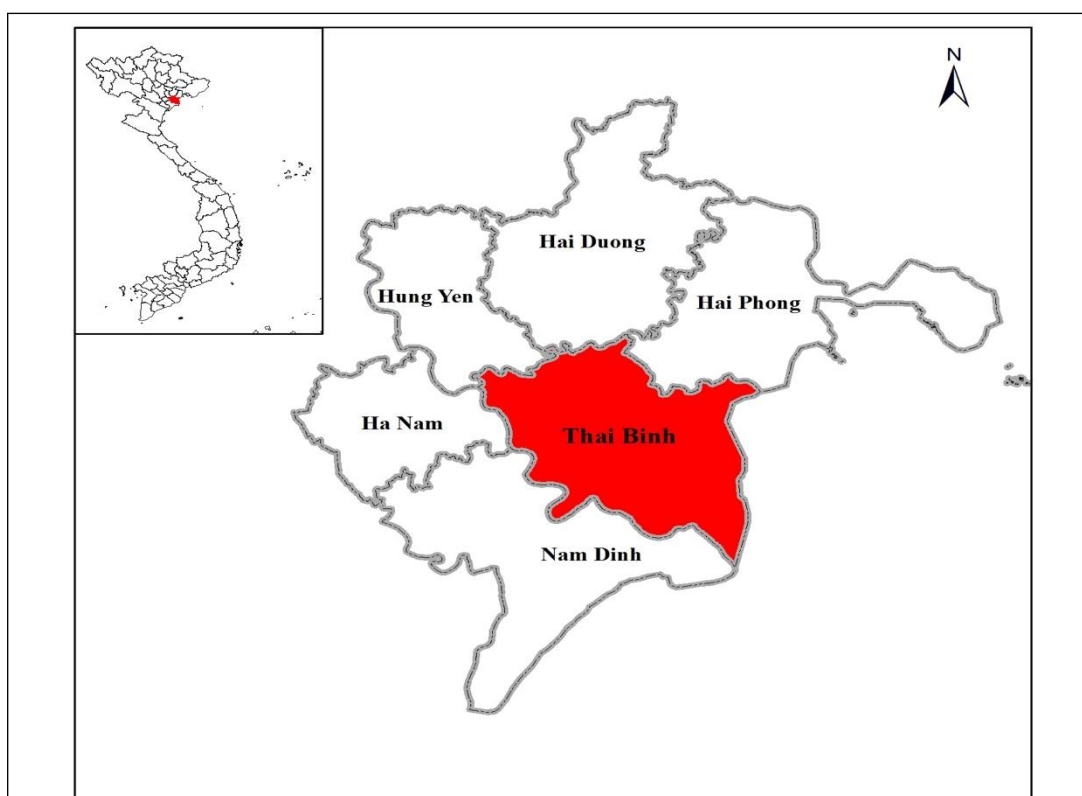 N
Hai Duong
Hung Yen
Hai Phong
Ha Nam
Thai Binh
Nam Dinh